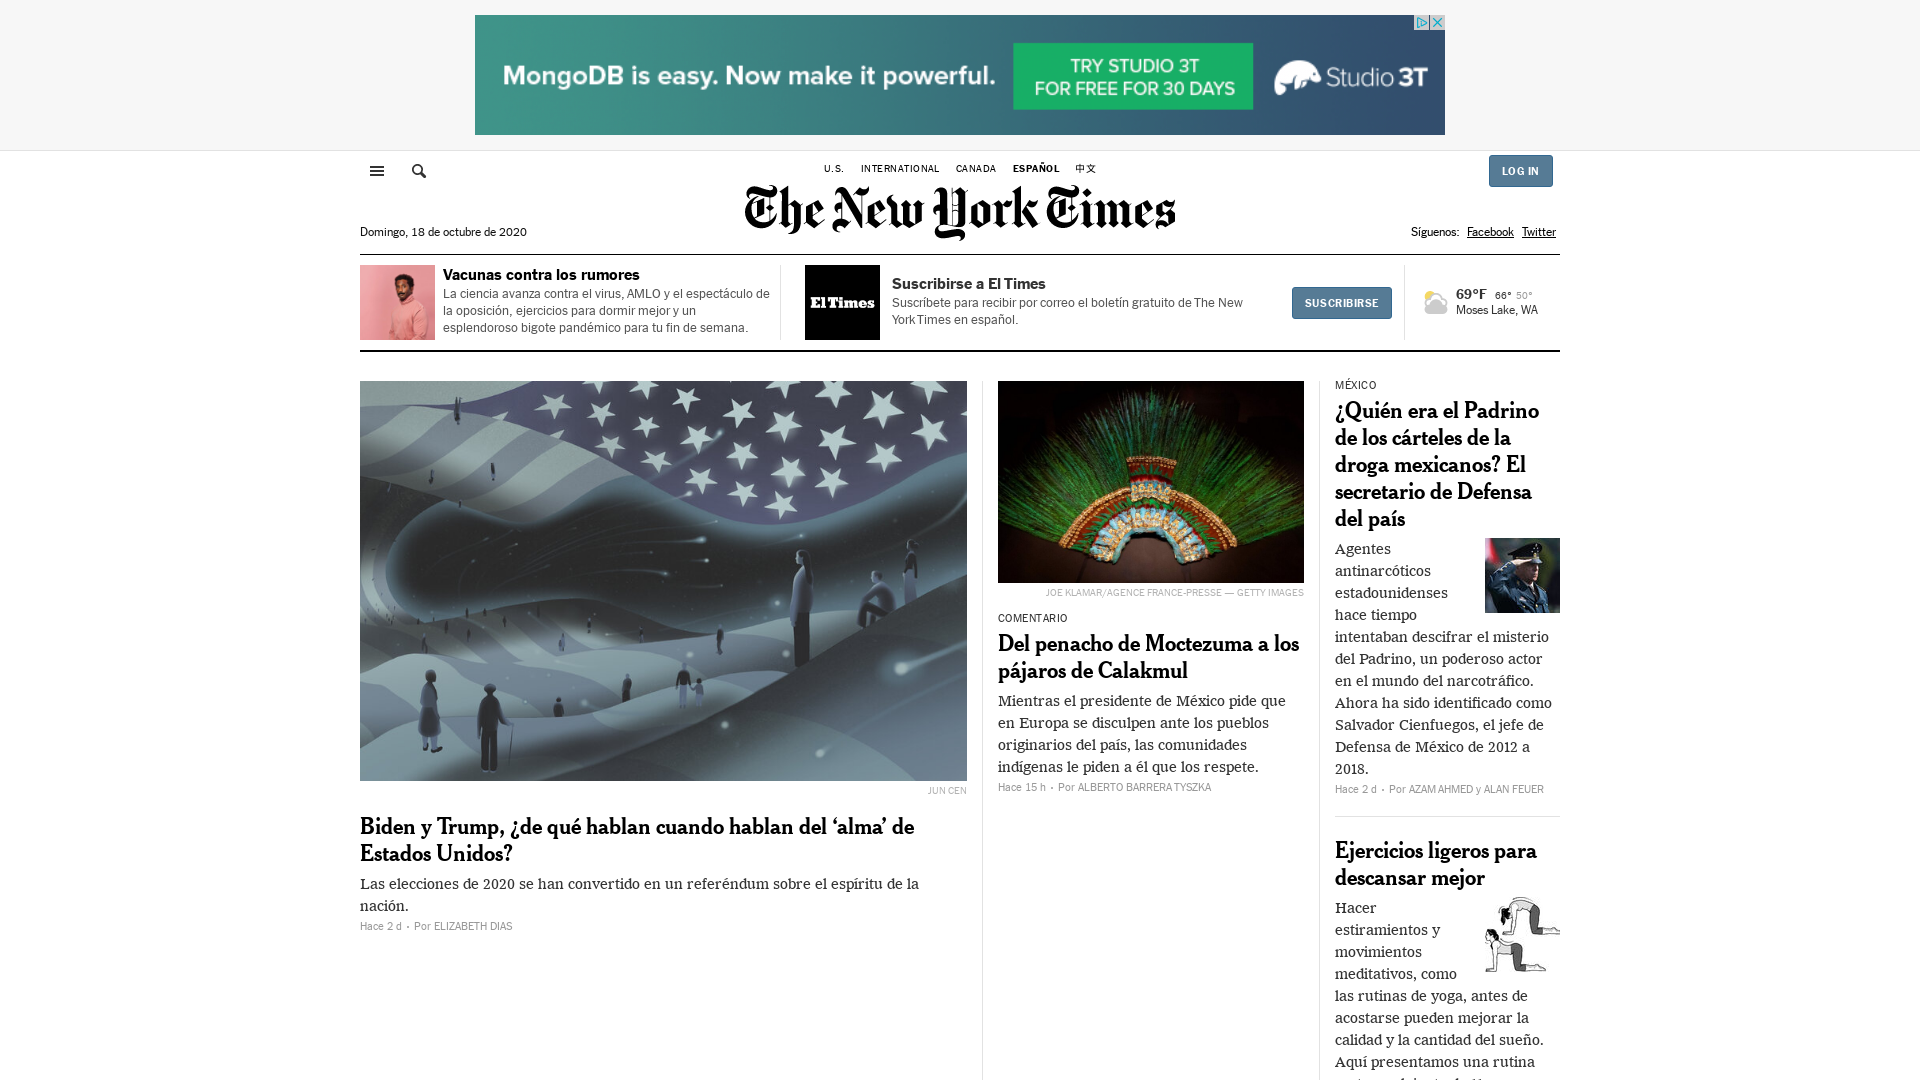 MongoDB is easy. Now make it powerful.
TRY STUDIO 3T
FOR FREE FOR 30 DAYS
Studio 3T
U.S. INTERNATIONAL CANADA ESPAÑOL 中文
LOG IN
The New York Times
Domingo, 18 de octubre de 2020
Síguenos: Facebook Twitter
Vacunas contra los rumores
La ciencia avanza contra el virus, AMLO y el espectáculo de
la oposición, ejercicios para dormir mejor y un
esplendoroso bigote pandémico para tu fin de semana.
El Times
Suscribirse a El Times
Suscríbete para recibir por correo el boletín gratuito de The New
York Times en español.
SUSCRIBIRSE
69°F 66° 50°
Moses Lake, WA
JUN CEN
Biden y Trump, ¿de qué hablan cuando hablan del ‘alma’ de
Estados Unidos?
Las elecciones de 2020 se han convertido en un referéndum sobre el espíritu de la
nación.
Hace 2 d • Por ELIZABETH DIAS
JOE KLAMAR/AGENCE FRANCE-PRESSE — GETTY IMAGES
COMENTARIO
Del penacho de Moctezuma a los
pájaros de Calakmul
Mientras el presidente de México pide que
en Europa se disculpen ante los pueblos
originarios del país, las comunidades
indígenas le piden a él que los respete.
Hace 15 h • Por ALBERTO BARRERA TYSZKA
MÉXICO
¿Quién era el Padrino
de los cárteles de la
droga mexicanos? El
secretario de Defensa
del país
Agentes
antinarcóticos
estadounidenses
hace tiempo
intentaban descifrar el misterio
del Padrino, un poderoso actor
en el mundo del narcotráfico.
Ahora ha sido identificado como
Salvador Cienfuegos, el jefe de
Defensa de México de 2012 a
2018.
Hace 2 d • Por AZAM AHMED y ALAN FEUER
Ejercicios ligeros para
descansar mejor
Hacer
estiramientos y
movimientos
meditativos, como
las rutinas de yoga, antes de
acostarse pueden mejorar la
calidad y la cantidad del sueño.
Aquí presentamos una rutina